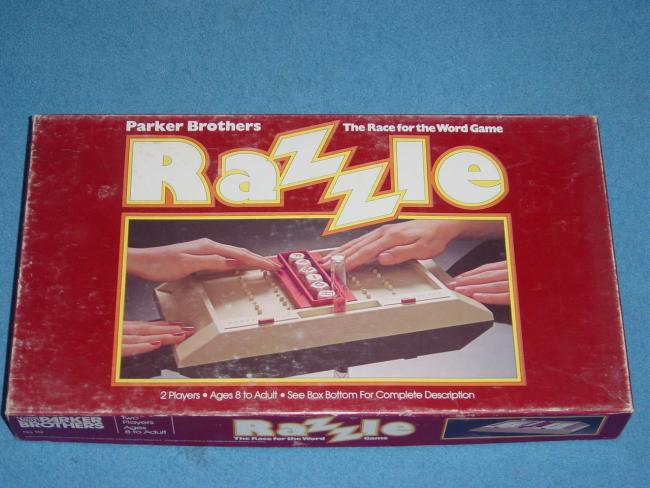 Parker Brothers
The Race for the Word Game
Razzle
2 Players • Ages 8 to Adult • See Box Bottom For Complete Description
PARKER
BROTHERS
Two
Players
Ages
8 to Adult
Razzle
The Race for the Word Game